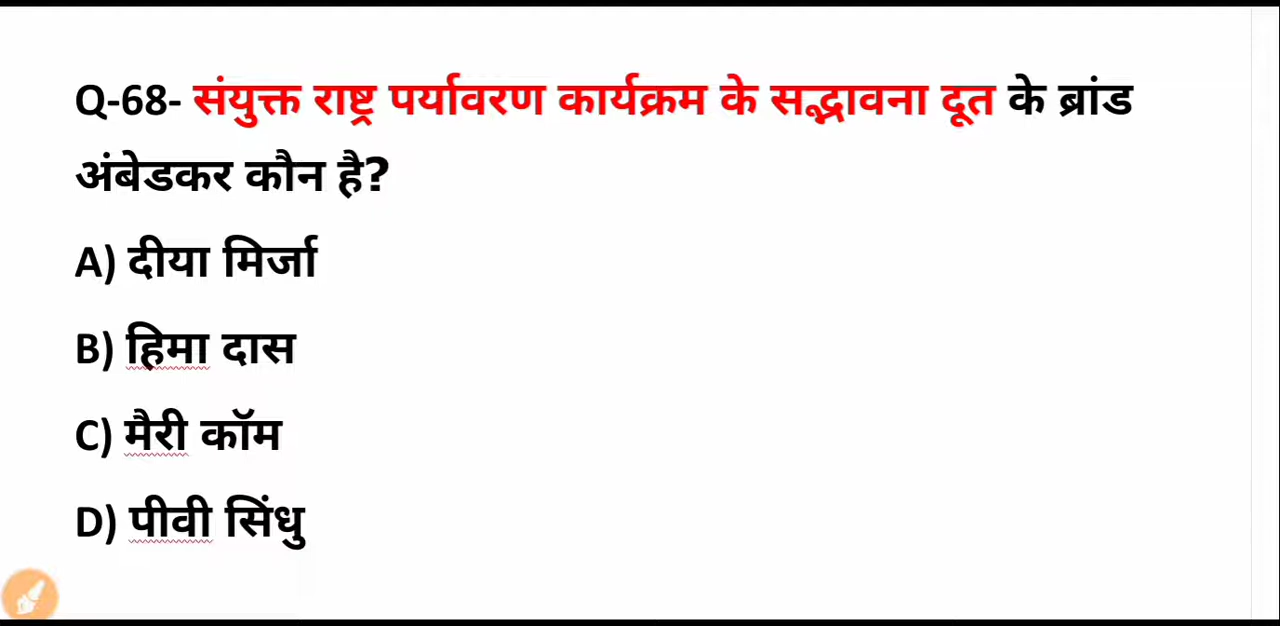 Q-68- संयुक्त राष्ट्र पर्यावरण कार्यक्रम के सद्भावना दूत के ब्रांड
अंबेडकर कौन है?
A) दीया मिर्जा
B) हिमा दास
C) मैरी कॉम
D) पीवी सिंधु